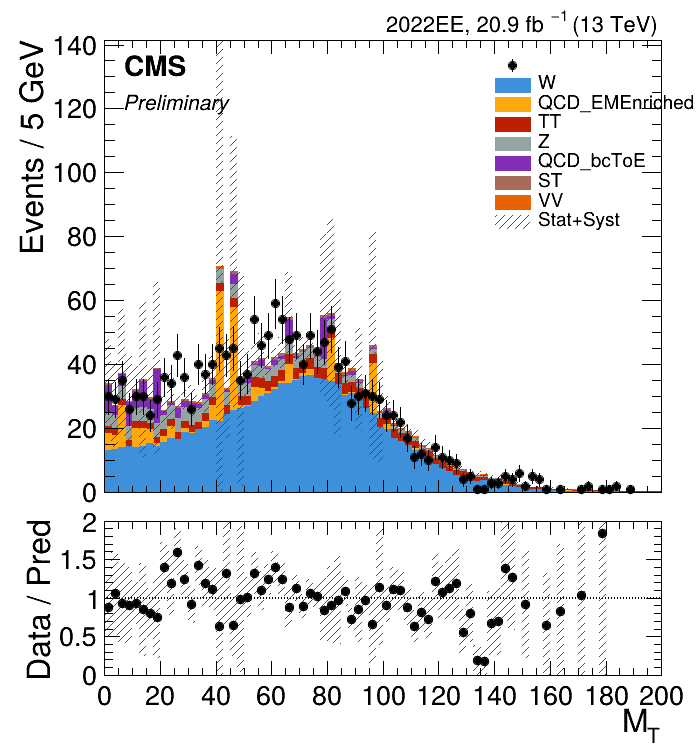 2022EE, 20.9 fb ⁻¹ (13 TeV)
Events / 5 GeV
140
120
100
80
60
40
20
0
CMS
Preliminary
W
QCD_EMEnriched
TT
Z
QCD_bcToE
ST
VV
Stat+Syst
Data / Pred
2
1.5
1
0.5
0
0 20 40 60 80 100 120 140 160 180 200
M_T